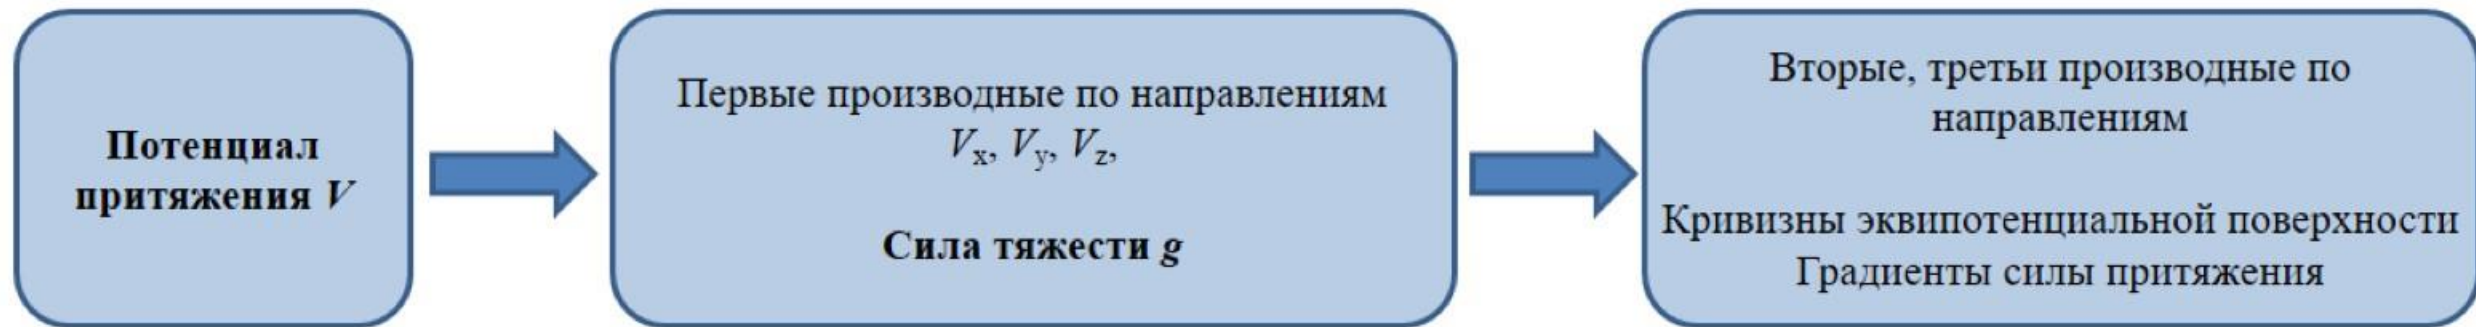 Потенциал
притяжения V
Первые производные по направлениям
Vx, Vy, Vz,
Сила тяжести g
Вторые, третьи производные по
направлениям
Кривизны эквипотенциальной поверхности
Градиенты силы притяжения